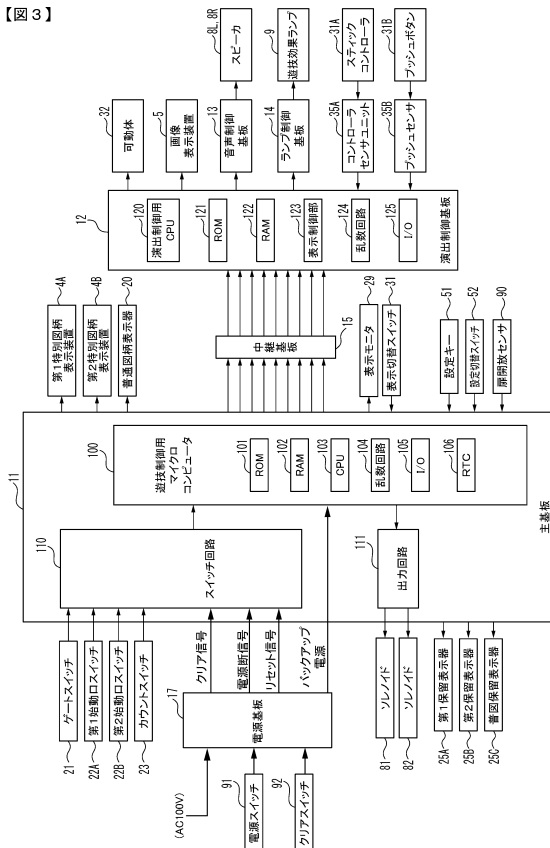 【図３】
32
可動体
5
画像
表示装置
8L, 8R
スピーカ
13
音声制御
基板
9
遊技効果ランプ
14
ランプ制御
基板
31A
スティック
コントローラ
35A
コントローラ
センサユニット
31B
プッシュボタン
35B
プッシュセンサ
12
120
演出制御用
CPU
121
ROM
122
RAM
123
表示制御部
124
乱数回路
125
I/O
演出制御基板
4A
第1特別図柄
表示装置
4B
第2特別図柄
表示装置
20
普通図柄表示器
15
中継基板
29
表示モニタ
31
表示切替スイッチ
51
設定キー
52
設定切替スイッチ
90
扉開放センサ
11
100
遊技制御用
マイクロ
コンピュータ
101
ROM
102
RAM
103
CPU
104
乱数回路
105
I/O
106
RTC
主基板
110
スイッチ回路
111
出力回路
21
ゲートスイッチ
22A
第1始動口スイッチ
22B
第2始動口スイッチ
23
カウントスイッチ
クリア信号
電源断信号
リセット信号
バックアップ
電源
17
電源基板
(AC100V)
91
電源スイッチ
92
クリアスイッチ
81
ソレノイド
82
ソレノイド
25A
第1保留表示器
25B
第2保留表示器
25C
普図保留表示器